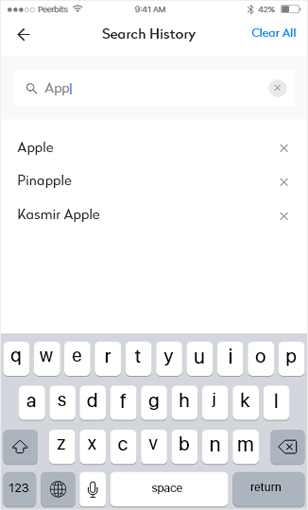 Peerbits 9:41 AM 42%
Search History Clear All
App
Apple
Pinapple
Kasmir Apple
q w e r t y u i o p
a s d f g h j k l
z x c v b n m
123 space return